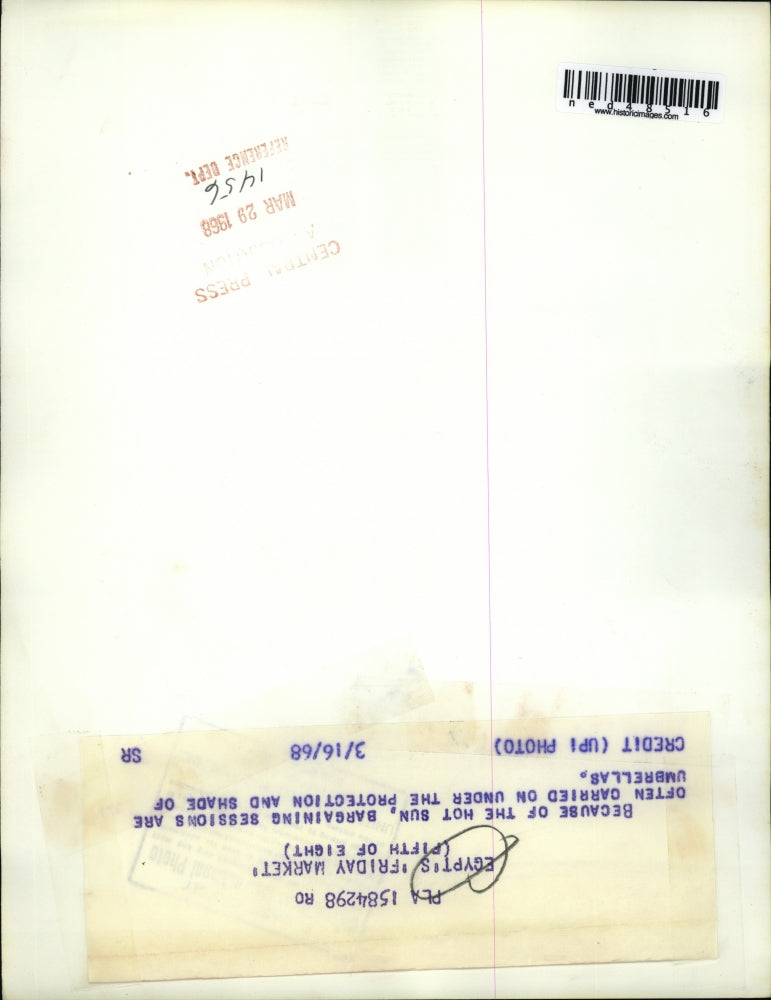 ned48516
www.historicimages.com
REFERENCE DEPT.
1456
MAR 29 1968
CENTRAL PRESS
PLA 1584298 RO
EGYPT'S 'FRIDAY MARKET'
(FIFTH OF EIGHT)
BECAUSE OF THE HOT SUN, BARGAINING SESSIONS ARE
OFTEN CARRIED ON UNDER THE PROTECTION AND SHADE OF
UMBRELLAS.
CREDIT (UPI PHOTO) 3/16/68 SR